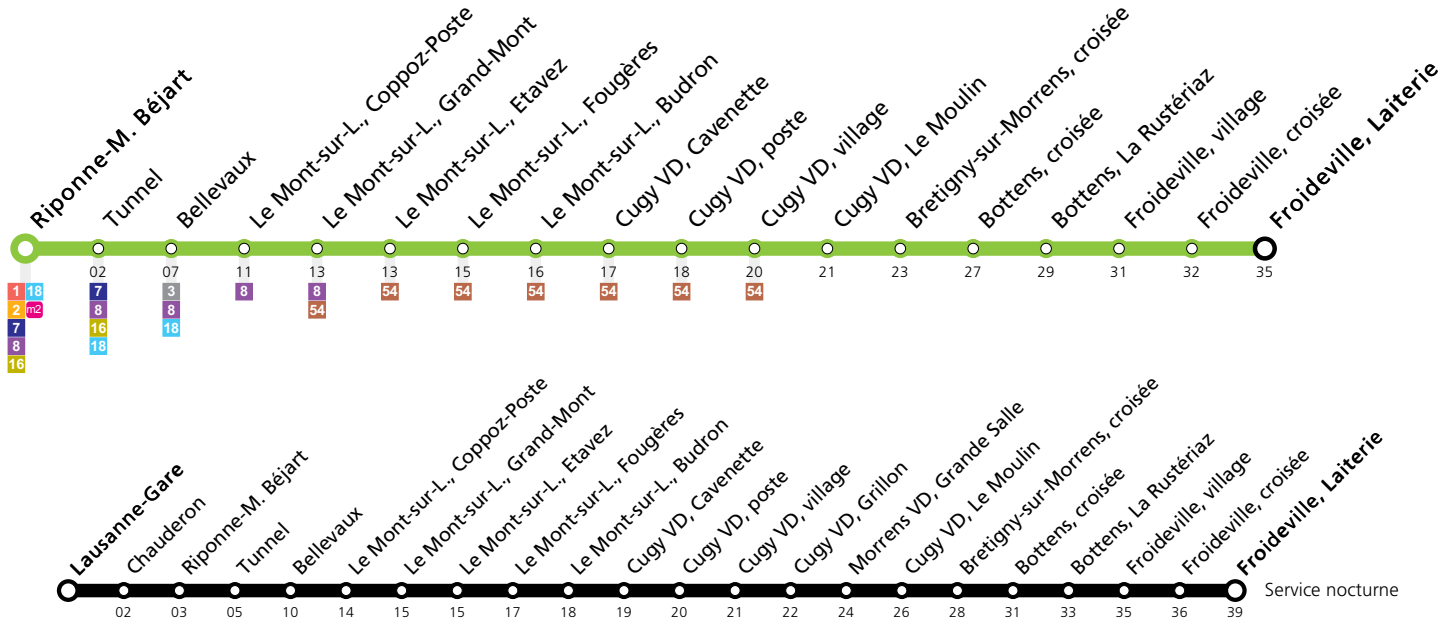 Riponne-M. Béjart
Tunnel
Bellevaux
Le Mont-sur-L., Coppoz-Poste
Le Mont-sur-L., Grand-Mont
Le Mont-sur-L., Etavez
Le Mont-sur-L., Fougères
Le Mont-sur-L., Budron
Cugy VD, Cavenette
Cugy VD, poste
Cugy VD, village
Cugy VD, Le Moulin
Bretigny-sur-Morrens, croisée
Bottens, croisée
Bottens, La Rustériaz
Froideville, village
Froideville, croisée
Froideville, Laiterie
02 07 11 13 13 15 16 17 18 20 21 23 27 29 31 32 35
1 18 7 3 8 8 54 54 54 54 54 54
2 m2 8 8 54
7 16 18
8 18
16
Lausanne-Gare
Chauderon
Riponne-M. Béjart
Tunnel
Bellevaux
Le Mont-sur-L., Coppoz-Poste
Le Mont-sur-L., Grand-Mont
Le Mont-sur-L., Etavez
Le Mont-sur-L., Fougères
Le Mont-sur-L., Budron
Cugy VD, Cavenette
Cugy VD, poste
Cugy VD, village
Cugy VD, Grillon
Morrens VD, Grande Salle
Cugy VD, Le Moulin
Bretigny-sur-Morrens, croisée
Bottens, croisée
Bottens, La Rustériaz
Froideville, village
Froideville, croisée
Froideville, Laiterie
Service nocturne
02 03 05 10 14 15 15 17 18 19 20 21 22 24 26 28 31 33 35 36 39